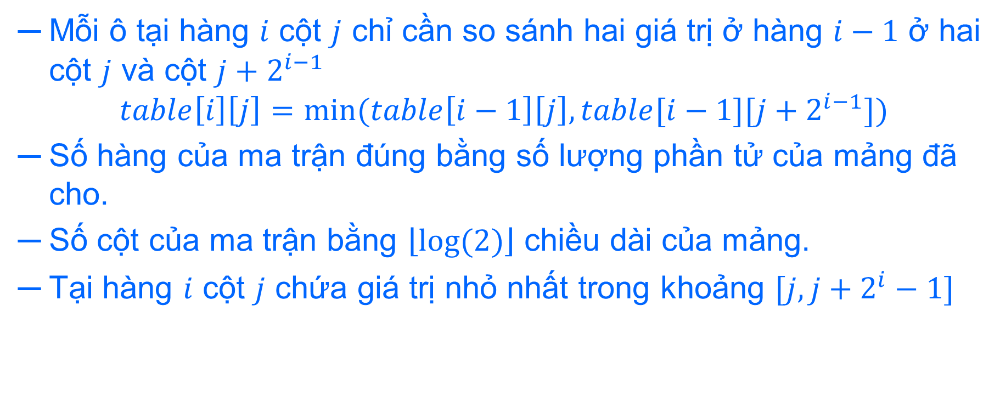 — Mỗi ô tại hàng 𝑖 cột 𝑗 chỉ cần so sánh hai giá trị ở hàng 𝑖 − 1 ở hai
cột 𝑗 và cột 𝑗 + 2^{𝑖−1}
𝑡𝑎𝑏𝑙𝑒[𝑖][𝑗] = min(𝑡𝑎𝑏𝑙𝑒[𝑖 − 1][𝑗], 𝑡𝑎𝑏𝑙𝑒[𝑖 − 1][𝑗 + 2^{𝑖−1}])
— Số hàng của ma trận đúng bằng số lượng phần tử của mảng đã
cho.
— Số cột của ma trận bằng ⌊log(2)⌋ chiều dài của mảng.
— Tại hàng 𝑖 cột 𝑗 chứa giá trị nhỏ nhất trong khoảng [𝑗, 𝑗 + 2^𝑖 − 1]